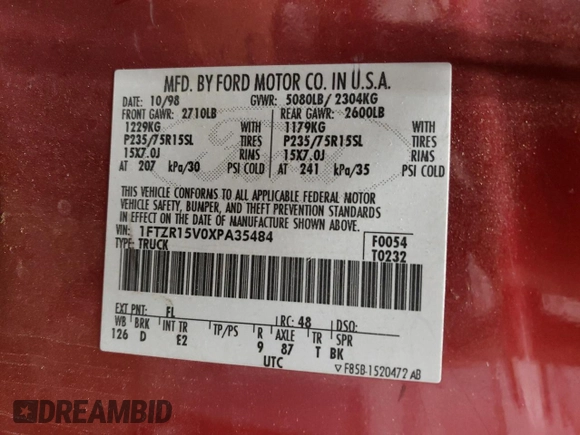 MFD. BY FORD MOTOR CO. IN U.S.A.
DATE: 10/98 GVWR: 5080LB/ 2304KG
FRONT GAWR: 2710LB REAR GAWR: 2600LB
1229KG WITH 1179KG WITH
P235/75R15SL TIRES P235/75R15SL TIRES
15X7.0J RIMS 15X7.0J RIMS
AT 207 kPa/30 PSI COLD AT 241 kPa/35 PSI COLD
THIS VEHICLE CONFORMS TO ALL APPLICABLE FEDERAL MOTOR
VEHICLE SAFETY, BUMPER, AND THEFT PREVENTION STANDARDS
IN EFFECT ON THE DATE OF MANUFACTURE SHOWN ABOVE.
VIN: 1FTZR15V0XPA35484
TYPE: TRUCK
F0054
T0232
EXT PNT: FL RC: 48 DSO:
WB BRK INT TR TP/PS R AXLE TR SPR
126 D E2 9 87 T BK
UTC
▽ F85B-1520472 AB
DREAMBID